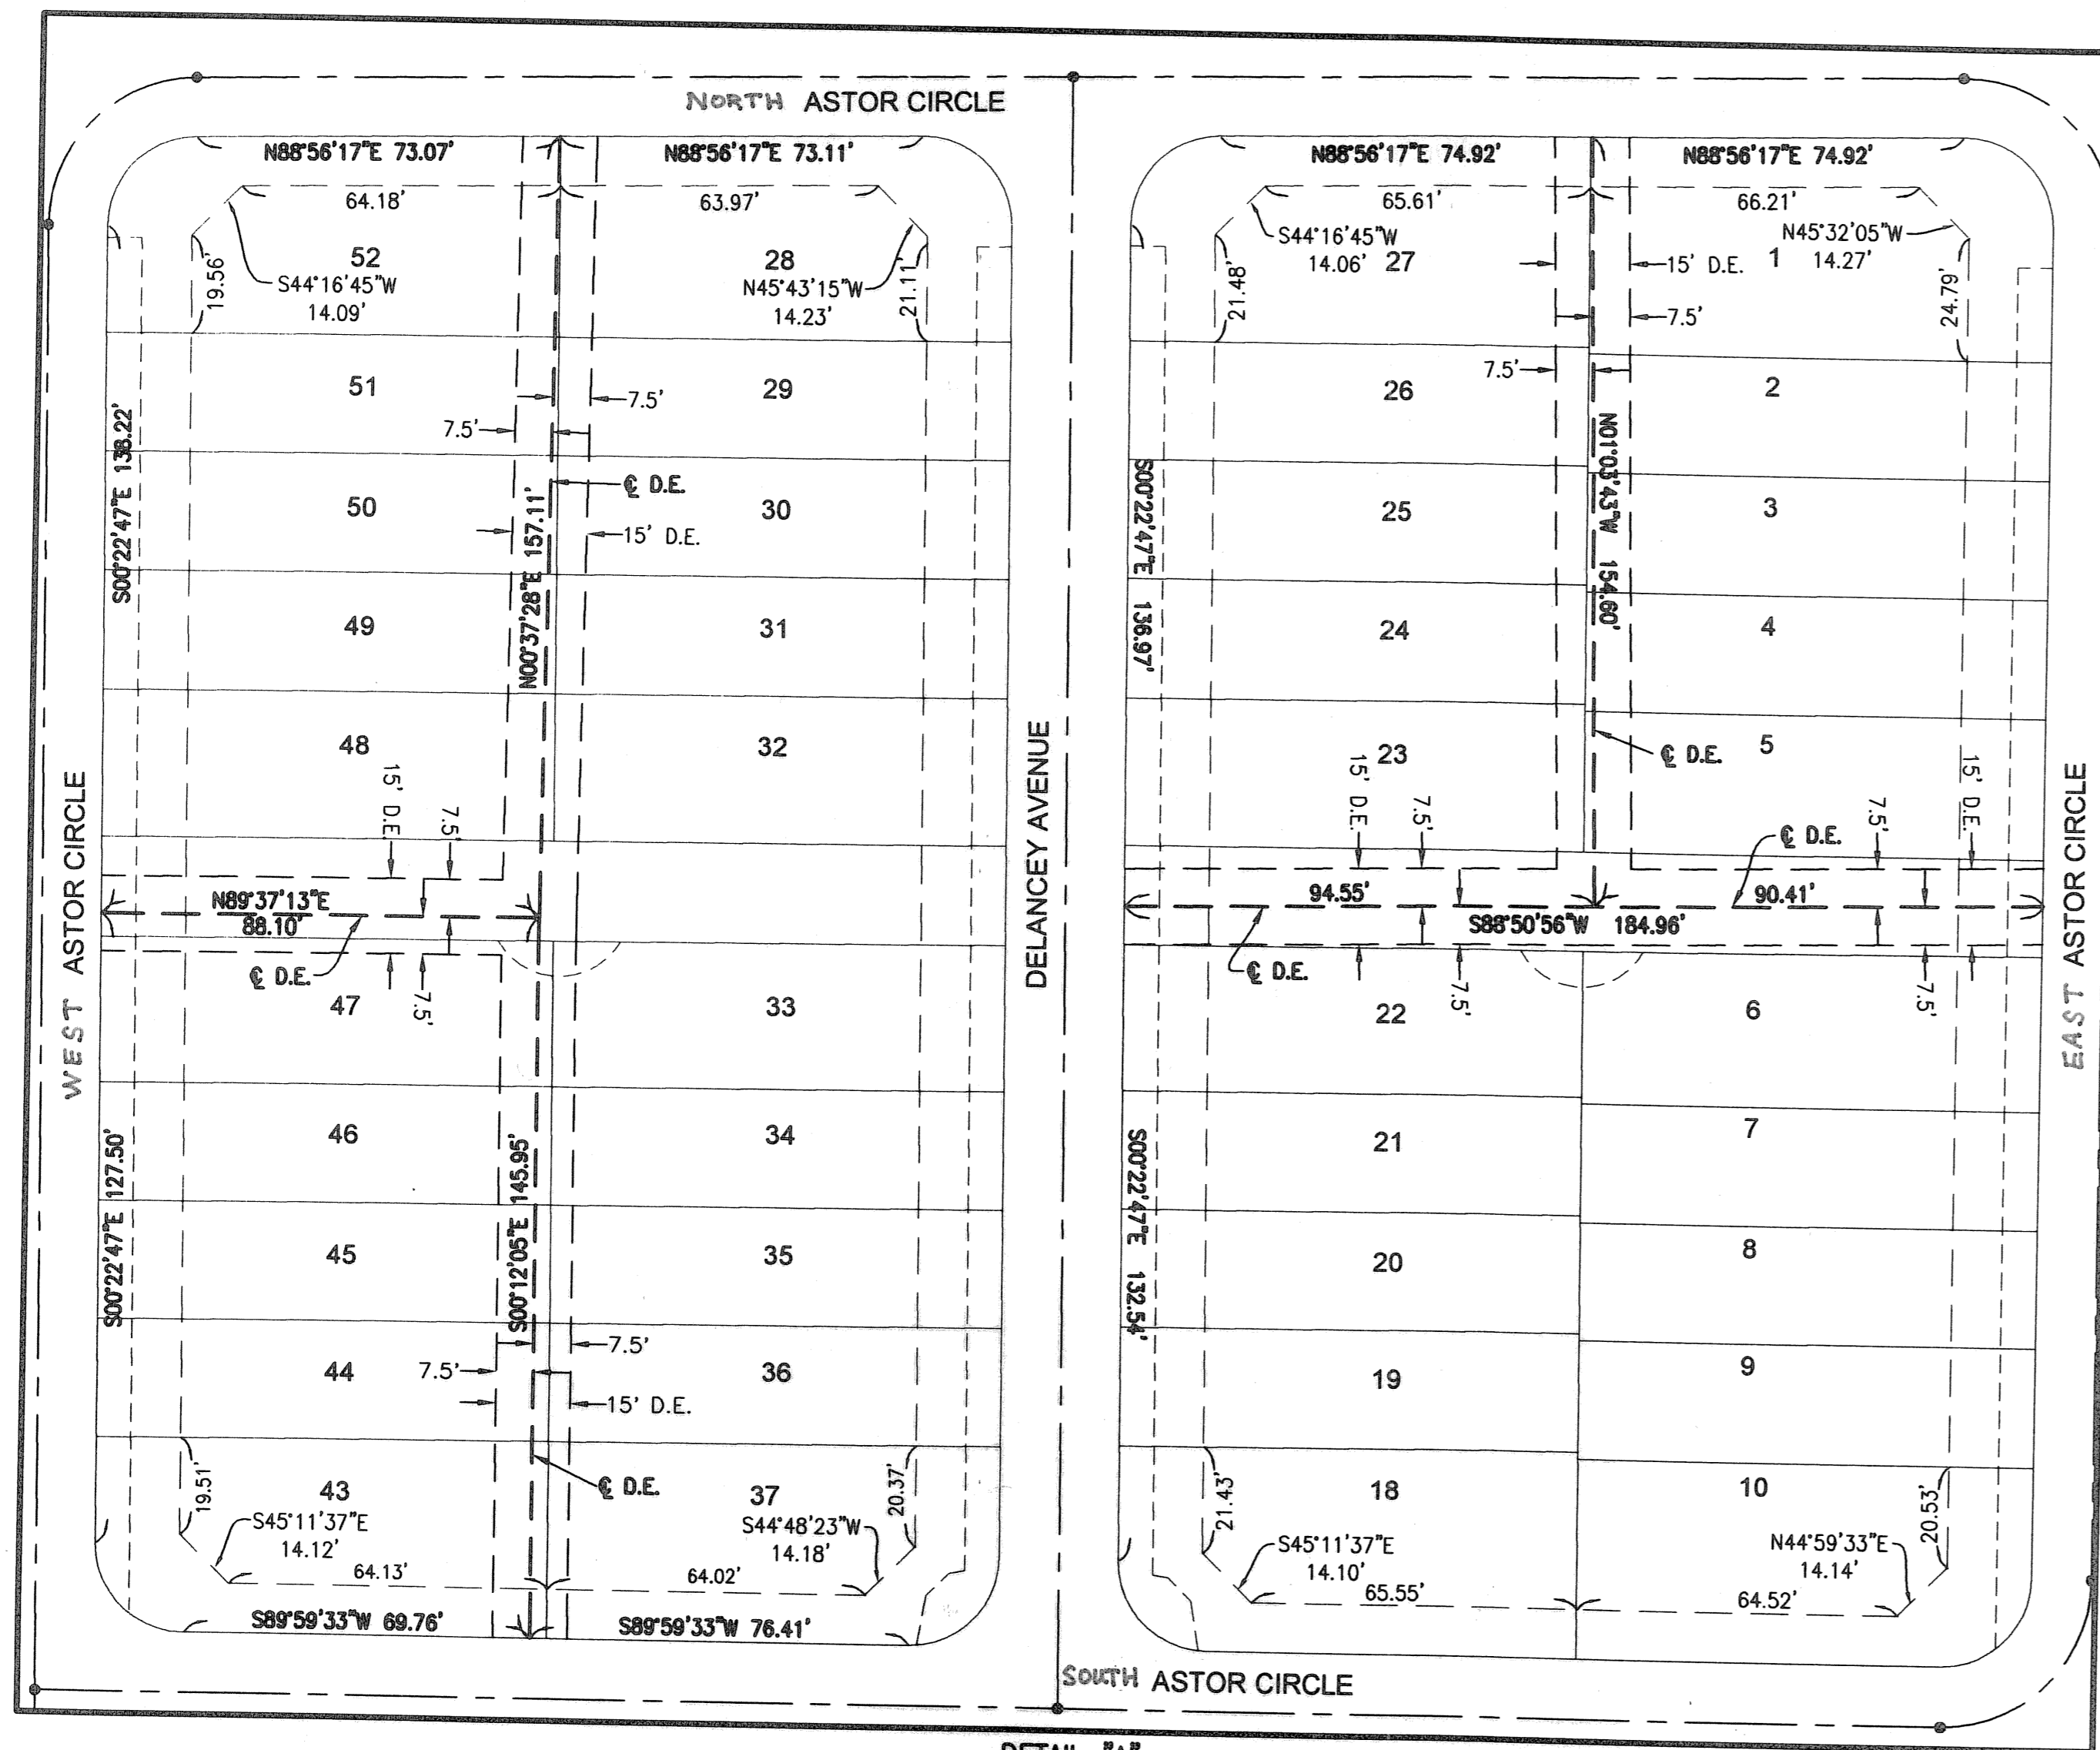 NORTH ASTOR CIRCLE
N88°56'17"E 73.07'
N88°56'17"E 73.11'
N88°56'17"E 74.92'
N88°56'17"E 74.92'
64.18'
63.97'
65.61'
66.21'
19.56'
52
S44°16'45"W
14.09'
28
N45°43'15"W
14.23'
21.11'
21.48'
S44°16'45"W
14.06'
27
15' D.E.
1
N45°32'05"W
14.27'
24.79'
7.5'
51
29
7.5'
7.5'
7.5'
26
2
S00°22'47"E 138.22'
50
℄ D.E.
30
15' D.E.
N00°37'28"E 157.11'
S00°22'47"E 136.97'
25
N01°03'43"W 154.60'
3
49
31
24
4
48
32
23
℄ D.E.
5
15' D.E.
7.5'
15' D.E.
7.5'
7.5'
15' D.E.
℄ D.E.
WEST ASTOR CIRCLE
DELANCEY AVENUE
EAST ASTOR CIRCLE
N89°37'13"E
88.10'
94.55'
90.41'
S88°50'56"W 184.96'
℄ D.E.
℄ D.E.
47
7.5'
33
22
7.5'
6
7.5'
46
34
21
7
S00°22'47"E 127.50'
S00°12'05"E 145.95'
S00°22'47"E 132.54'
45
35
20
8
44
7.5'
7.5'
36
19
9
15' D.E.
43
℄ D.E.
37
18
10
19.51'
S45°11'37"E
14.12'
64.13'
S44°48'23"W
14.18'
64.02'
20.37'
21.43'
S45°11'37"E
14.10'
65.55'
N44°59'33"E
14.14'
64.52'
20.53'
S89°59'33"W 69.76'
S89°59'33"W 76.41'
SOUTH ASTOR CIRCLE
DETAIL "A"